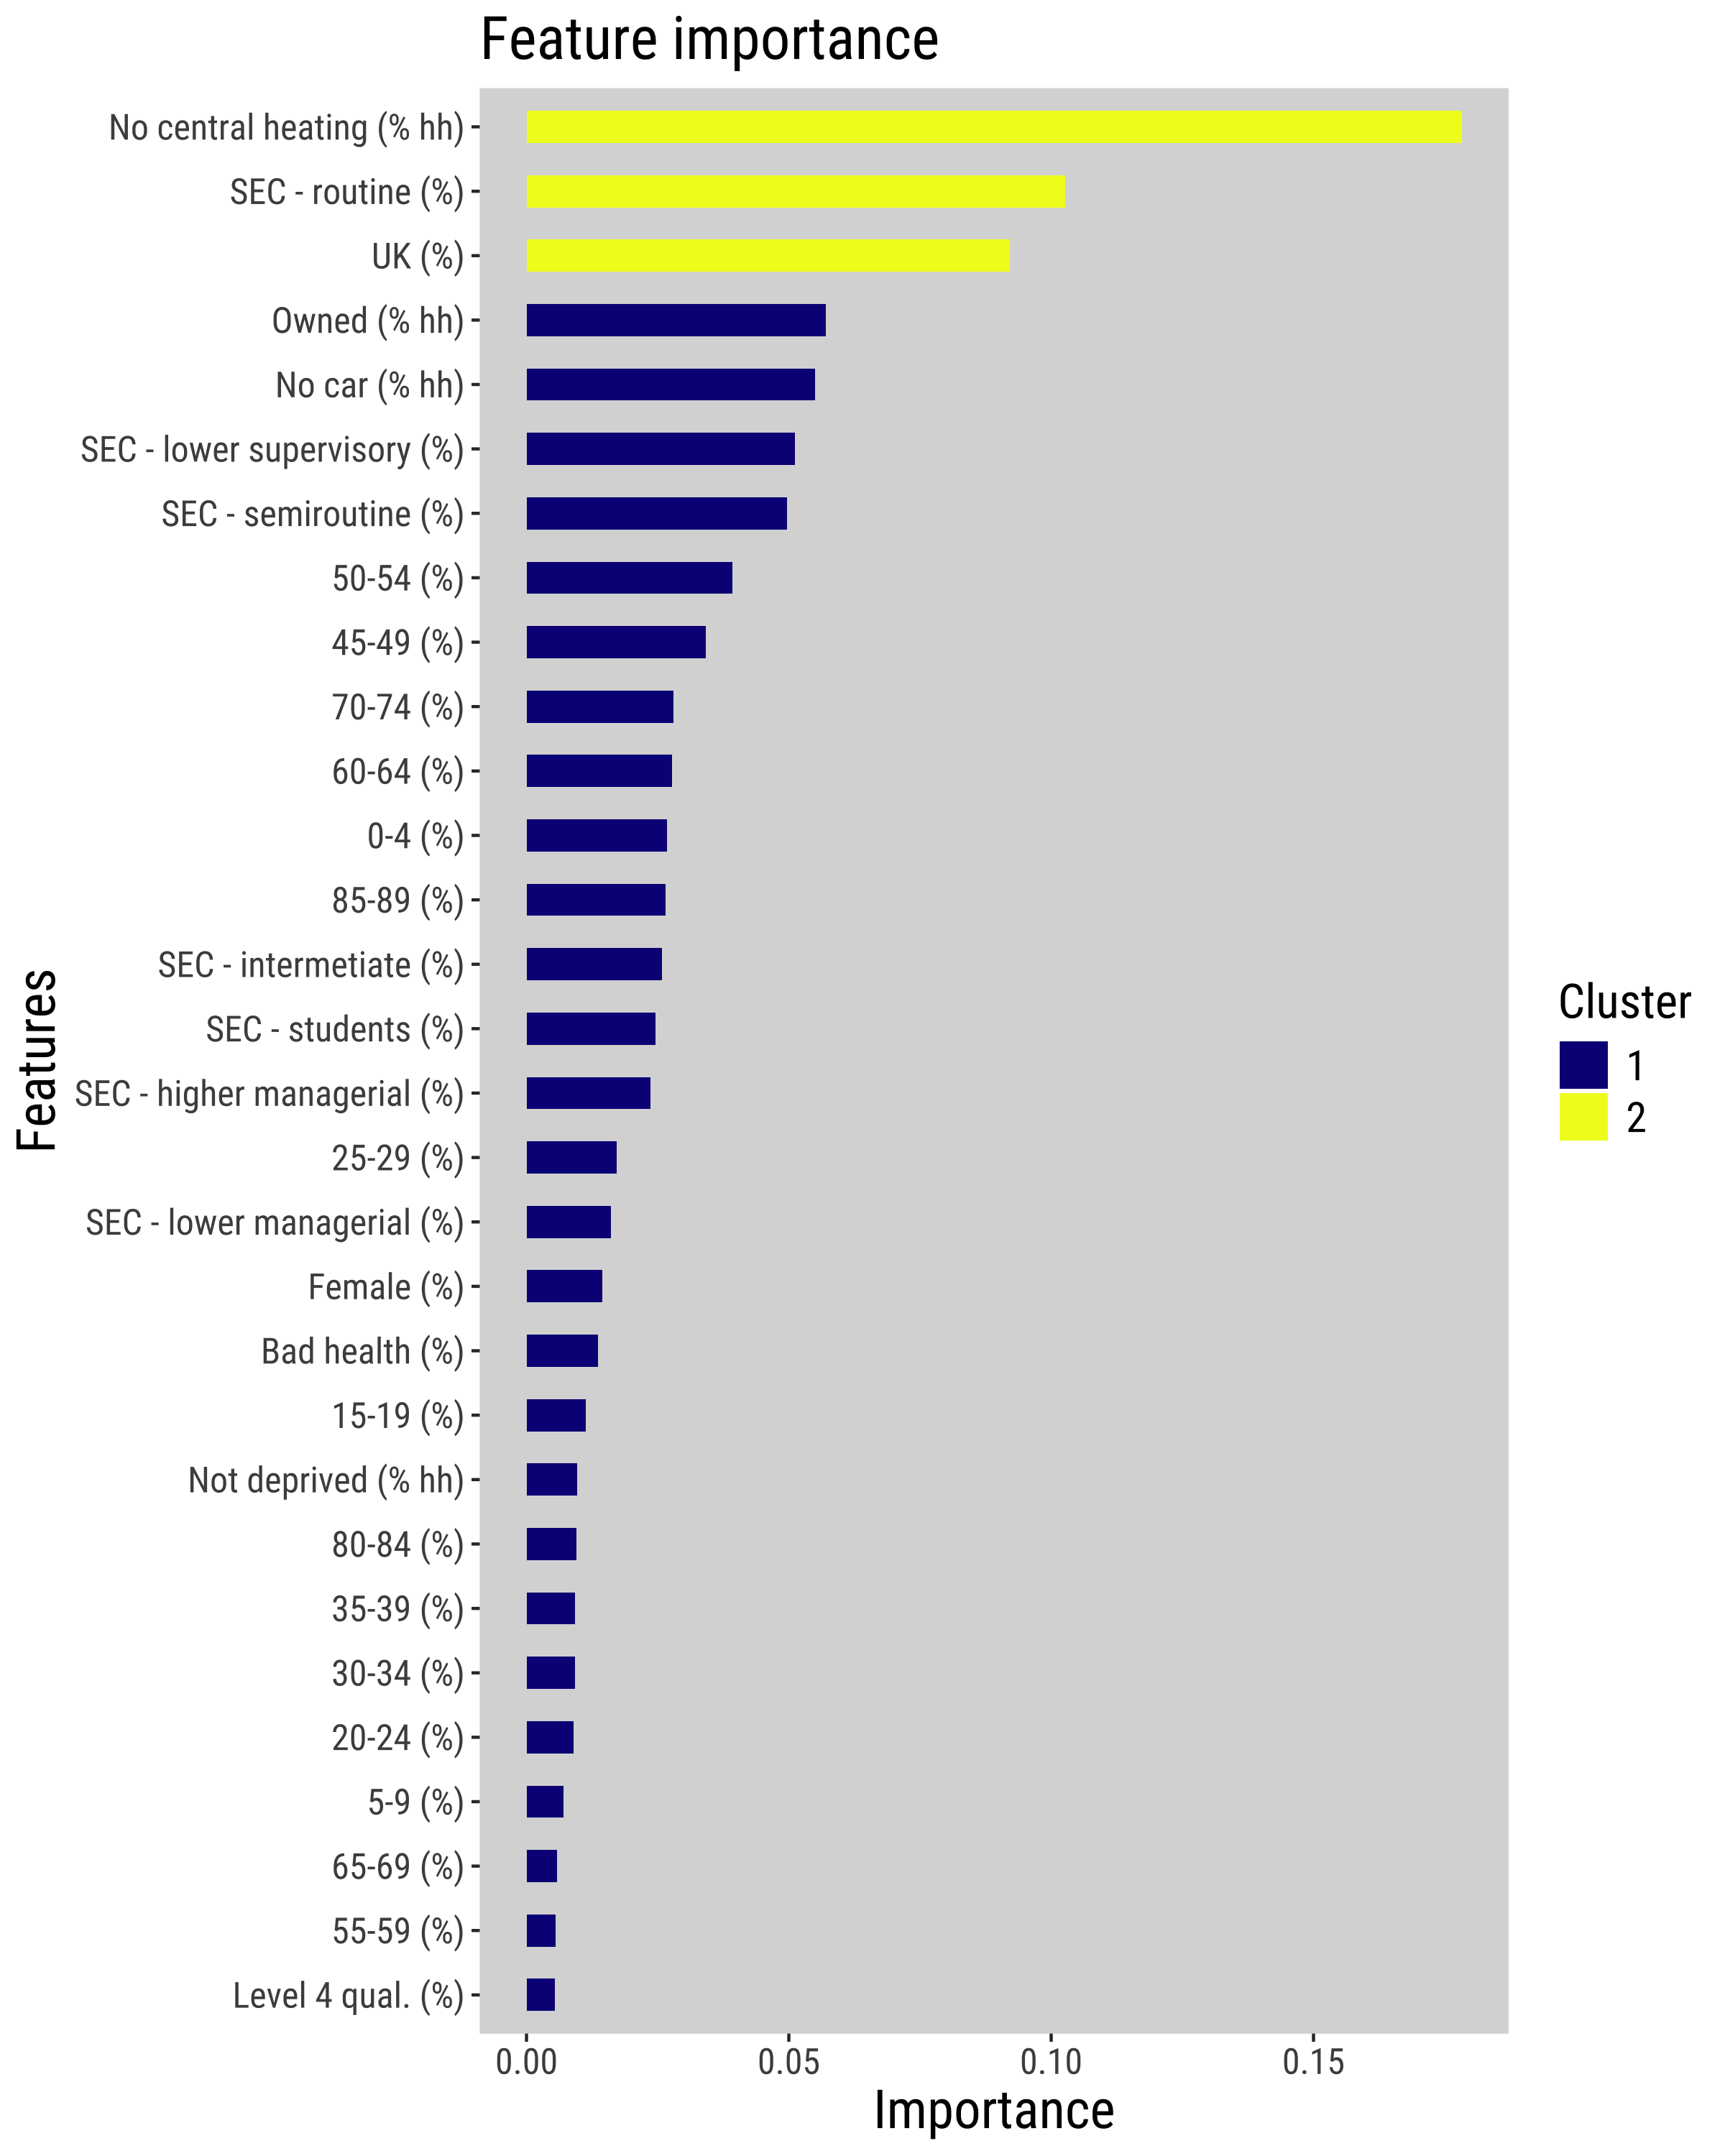 Feature importance
No central heating (% hh)
SEC - routine (%)
UK (%)
Owned (% hh)
No car (% hh)
SEC - lower supervisory (%)
SEC - semiroutine (%)
50-54 (%)
45-49 (%)
70-74 (%)
60-64 (%)
0-4 (%)
85-89 (%)
SEC - intermetiate (%)
SEC - students (%)
SEC - higher managerial (%)
25-29 (%)
SEC - lower managerial (%)
Female (%)
Bad health (%)
15-19 (%)
Not deprived (% hh)
80-84 (%)
35-39 (%)
30-34 (%)
20-24 (%)
5-9 (%)
65-69 (%)
55-59 (%)
Level 4 qual. (%)
Features
0.00 0.05 0.10 0.15
Importance
Cluster
1
2